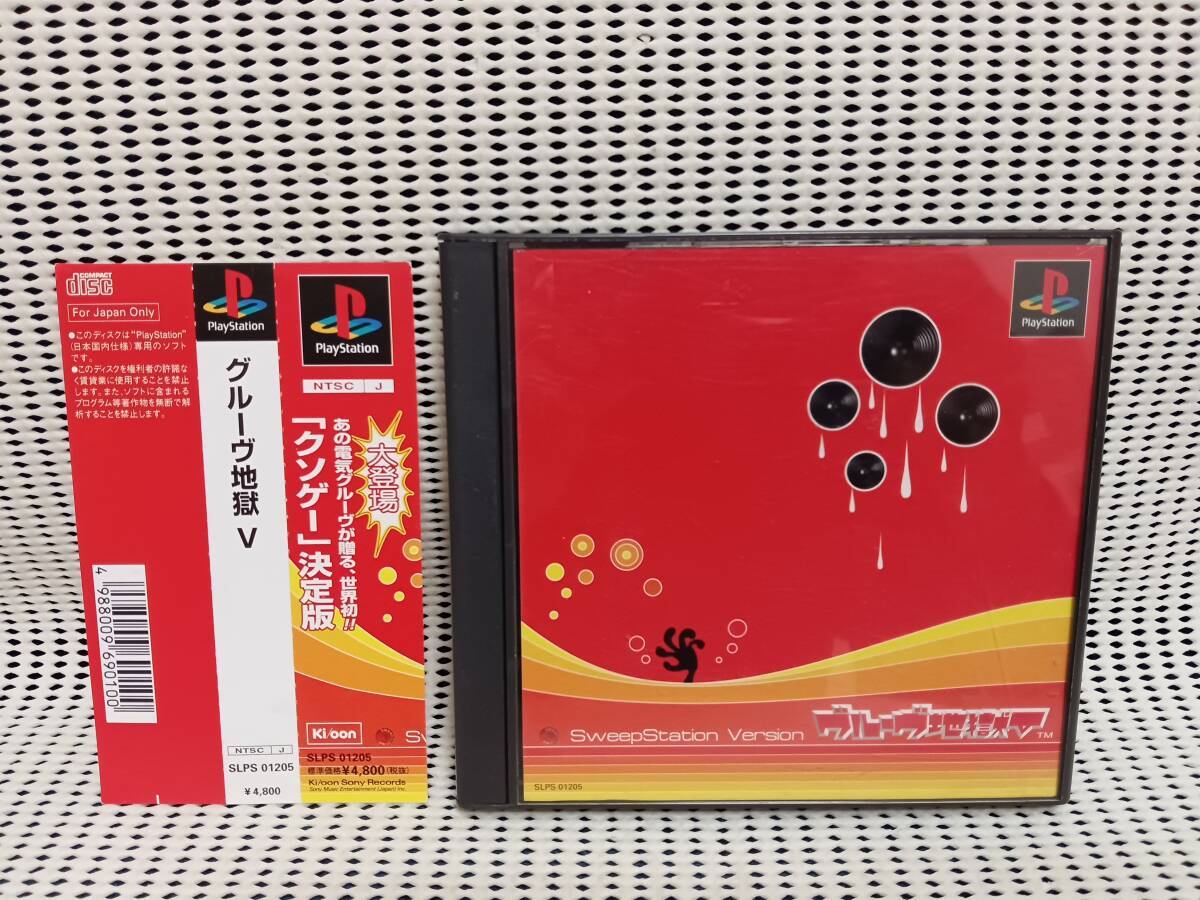 COMPACT
disc
For Japan Only
●このディスクは"PlayStation"
(日本国内仕様)専用のソフト
です。
●このディスクを権利者の許諾な
く賃貸業に使用することを禁止
します。また、ソフトに含まれる
プログラム等著作物を無断で解
析することを禁止します。
4988009690100
PlayStation
グルーヴ地獄V
NTSC J
SLPS 01205
¥4,800
PlayStation
NTSC J
大登場
あの電気グルーヴが贈る、世界初!!
「クソゲー」決定版
Ki/oon
SLPS 01205
標準価格¥4,800(税抜)
Ki/oon Sony Records
Sony Music Entertainment (Japan) Inc.
PlayStation
SweepStation Version
グルーヴ地獄V
TM
SLPS 01205